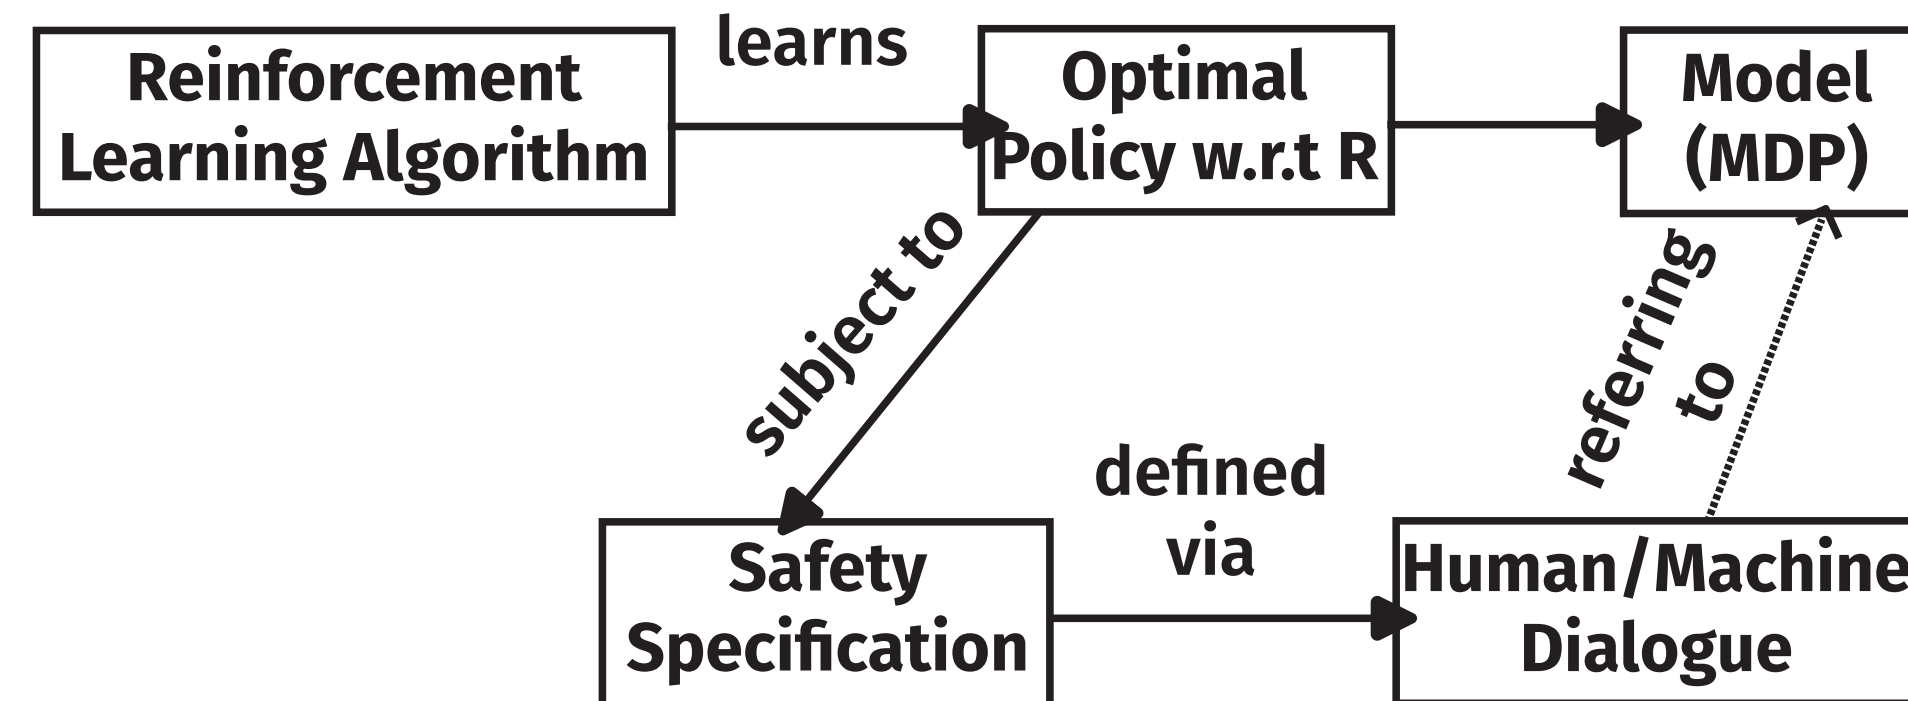 learns
Reinforcement
Learning Algorithm
Optimal
Policy w.r.t R
Model
(MDP)
subject to
referring
to
defined
via
Safety
Specification
Human/Machine
Dialogue